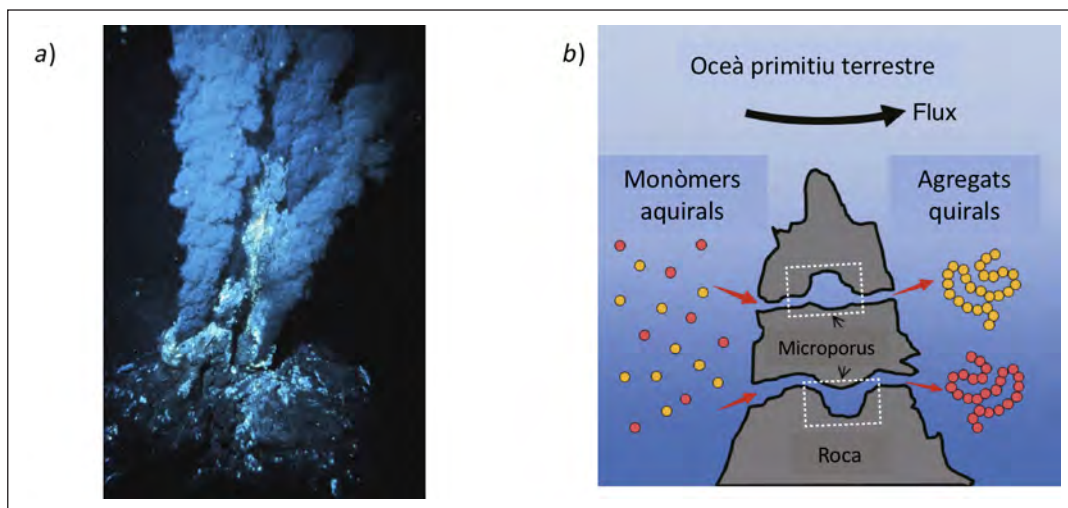 a)
b)
Oceà primitiu terrestre
Flux
Monòmers
aquirals
Agregats
quirals
Microporus
Roca